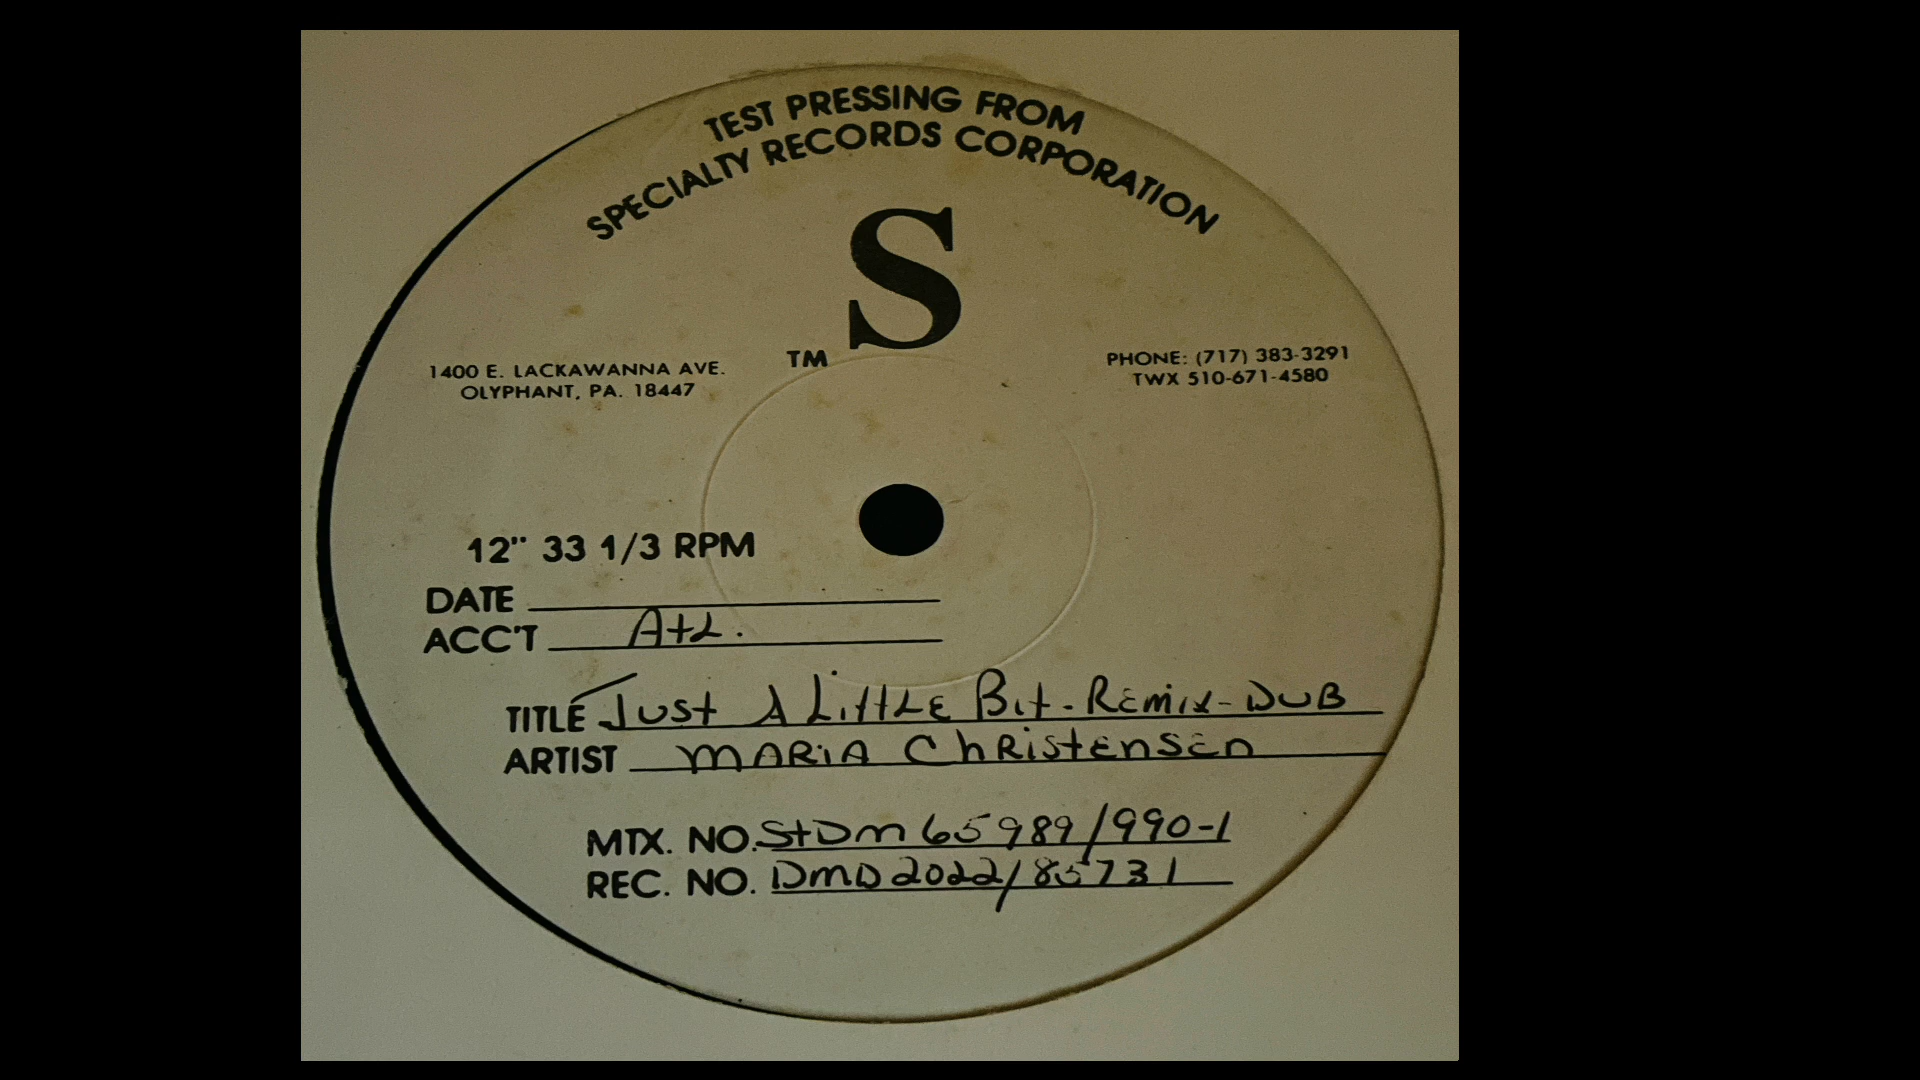 TEST PRESSING FROM
SPECIALTY RECORDS CORPORATION
S
TM
1400 E. LACKAWANNA AVE.
OLYPHANT, PA. 18447
PHONE: (717) 383-3291
TWX 510-671-4580
12" 33 1/3 RPM
DATE
ACC'T Atl.
TITLE Just A Little Bit - Remix - DUB
ARTIST MARIA ChRistensen
MTX. NO. StDm 65989/990-1
REC. NO. DMD 2022/85731